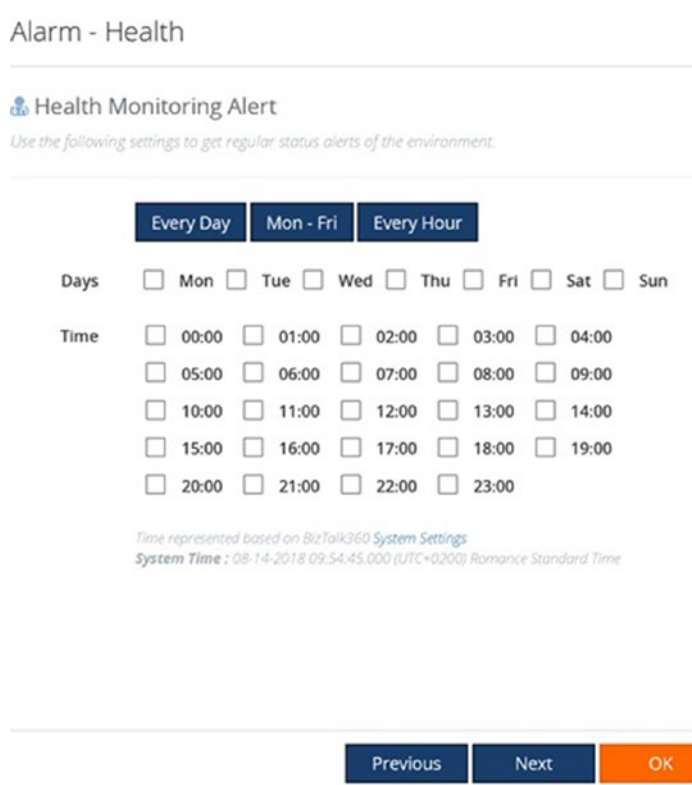 Alarm - Health
Health Monitoring Alert
Use the following settings to get regular status alerts of the environment.
Every Day Mon - Fri Every Hour
Days Mon Tue Wed Thu Fri Sat Sun
Time 00:00 01:00 02:00 03:00 04:00
05:00 06:00 07:00 08:00 09:00
10:00 11:00 12:00 13:00 14:00
15:00 16:00 17:00 18:00 19:00
20:00 21:00 22:00 23:00
Time represented based on BizTalk360 System Settings
System Time : 08-14-2018 09:54:45.000 (UTC+0200) Romance Standard Time
Previous Next OK